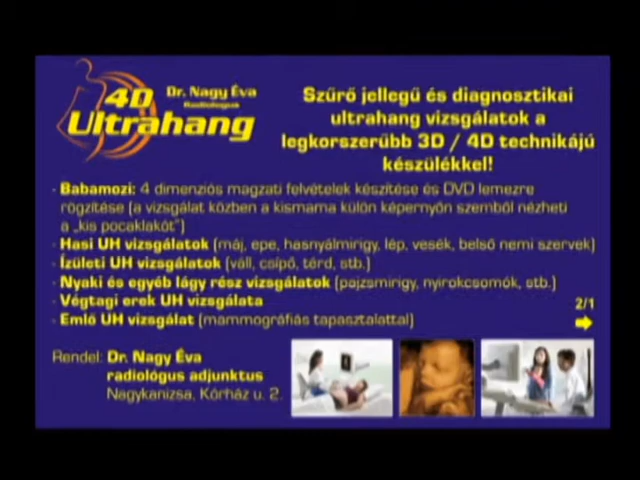 4D
Ultrahang
Dr. Nagy Éva
Radiológus
Szűrő jellegű és diagnosztikai
ultrahang vizsgálatok a
legkorszerűbb 3D / 4D technikájú
készülékkel!
· Babamozi: 4 dimenziós magzati felvételek készítése és DVD lemezre
rögzítése (a vizsgálat közben a kismama külön képernyőn szemből nézheti
a „kis pocaklakót")
· Hasi UH vizsgálatok (máj, epe, hasnyálmirigy, lép, vesék, belső nemi szervek)
· Ízületi UH vizsgálatok (váll, csípő, térd, stb.)
· Nyaki és egyéb lágy rész vizsgálatok (pajzsmirigy, nyirokcsomók, stb.)
· Végtagi erek UH vizsgálata
· Emlő UH vizsgálat (mammográfiás tapasztalattal)
2/1
Rendel: Dr. Nagy Éva
radiológus adjunktus
Nagykanizsa, Kórház u. 2.